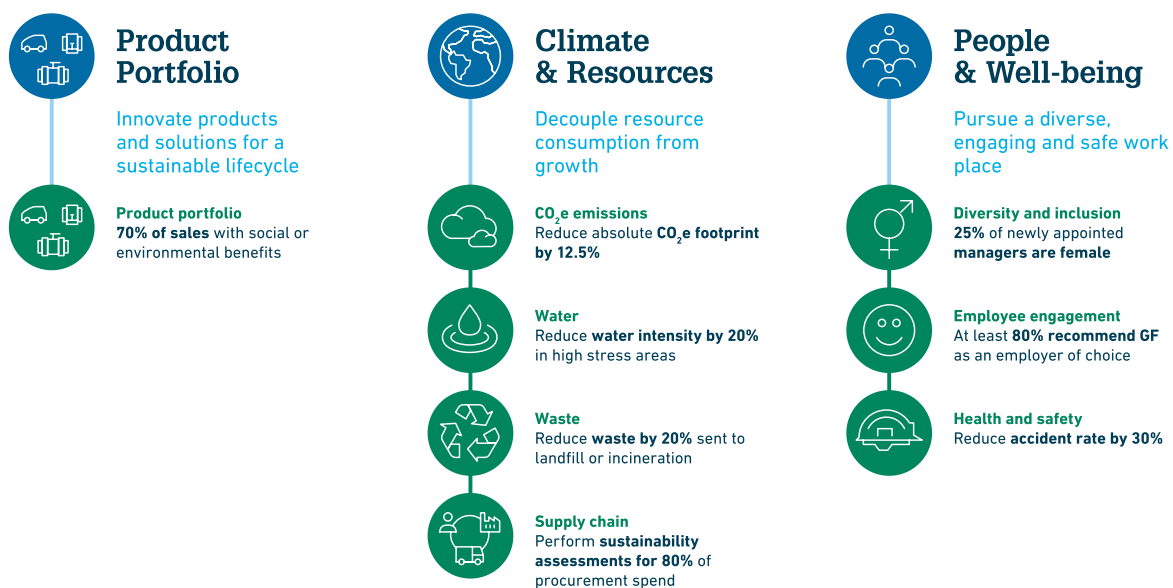 Product
Portfolio
Innovate products
and solutions for a
sustainable lifecycle
Product portfolio
70% of sales with social or
environmental benefits
Climate
& Resources
Decouple resource
consumption from
growth
CO₂e emissions
Reduce absolute CO₂e footprint
by 12.5%
Water
Reduce water intensity by 20%
in high stress areas
Waste
Reduce waste by 20% sent to
landfill or incineration
Supply chain
Perform sustainability
assessments for 80% of
procurement spend
People
& Well-being
Pursue a diverse,
engaging and safe work
place
Diversity and inclusion
25% of newly appointed
managers are female
Employee engagement
At least 80% recommend GF
as an employer of choice
Health and safety
Reduce accident rate by 30%